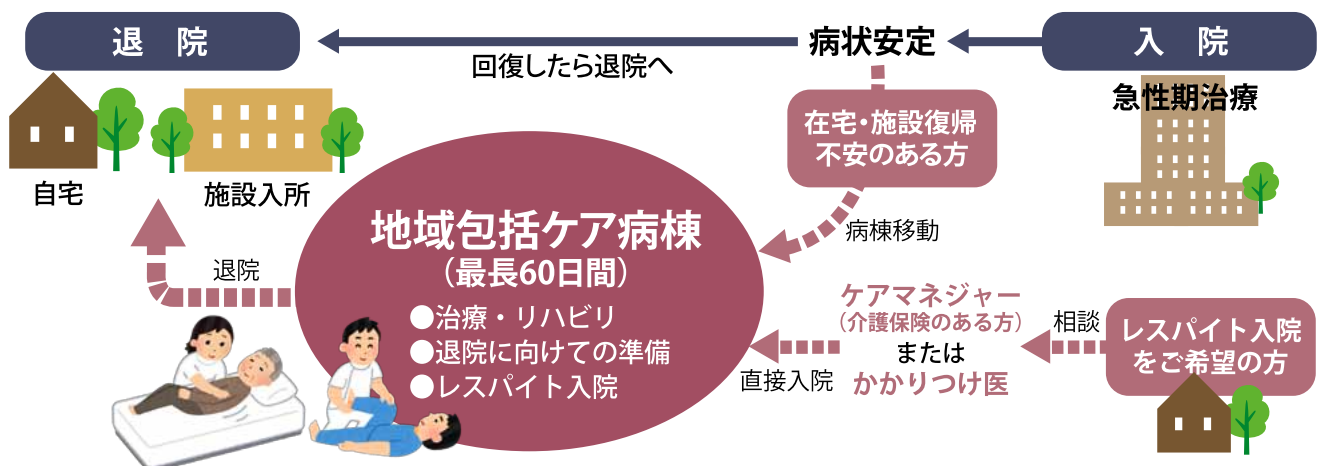 退　院
回復したら退院へ
病状安定
入　院
急性期治療
在宅・施設復帰
不安のある方
病棟移動
自宅
施設入所
退院
地域包括ケア病棟
（最長60日間）
●治療・リハビリ
●退院に向けての準備
●レスパイト入院
直接入院
ケアマネジャー
（介護保険のある方）
または
かかりつけ医
相談
レスパイト入院
をご希望の方